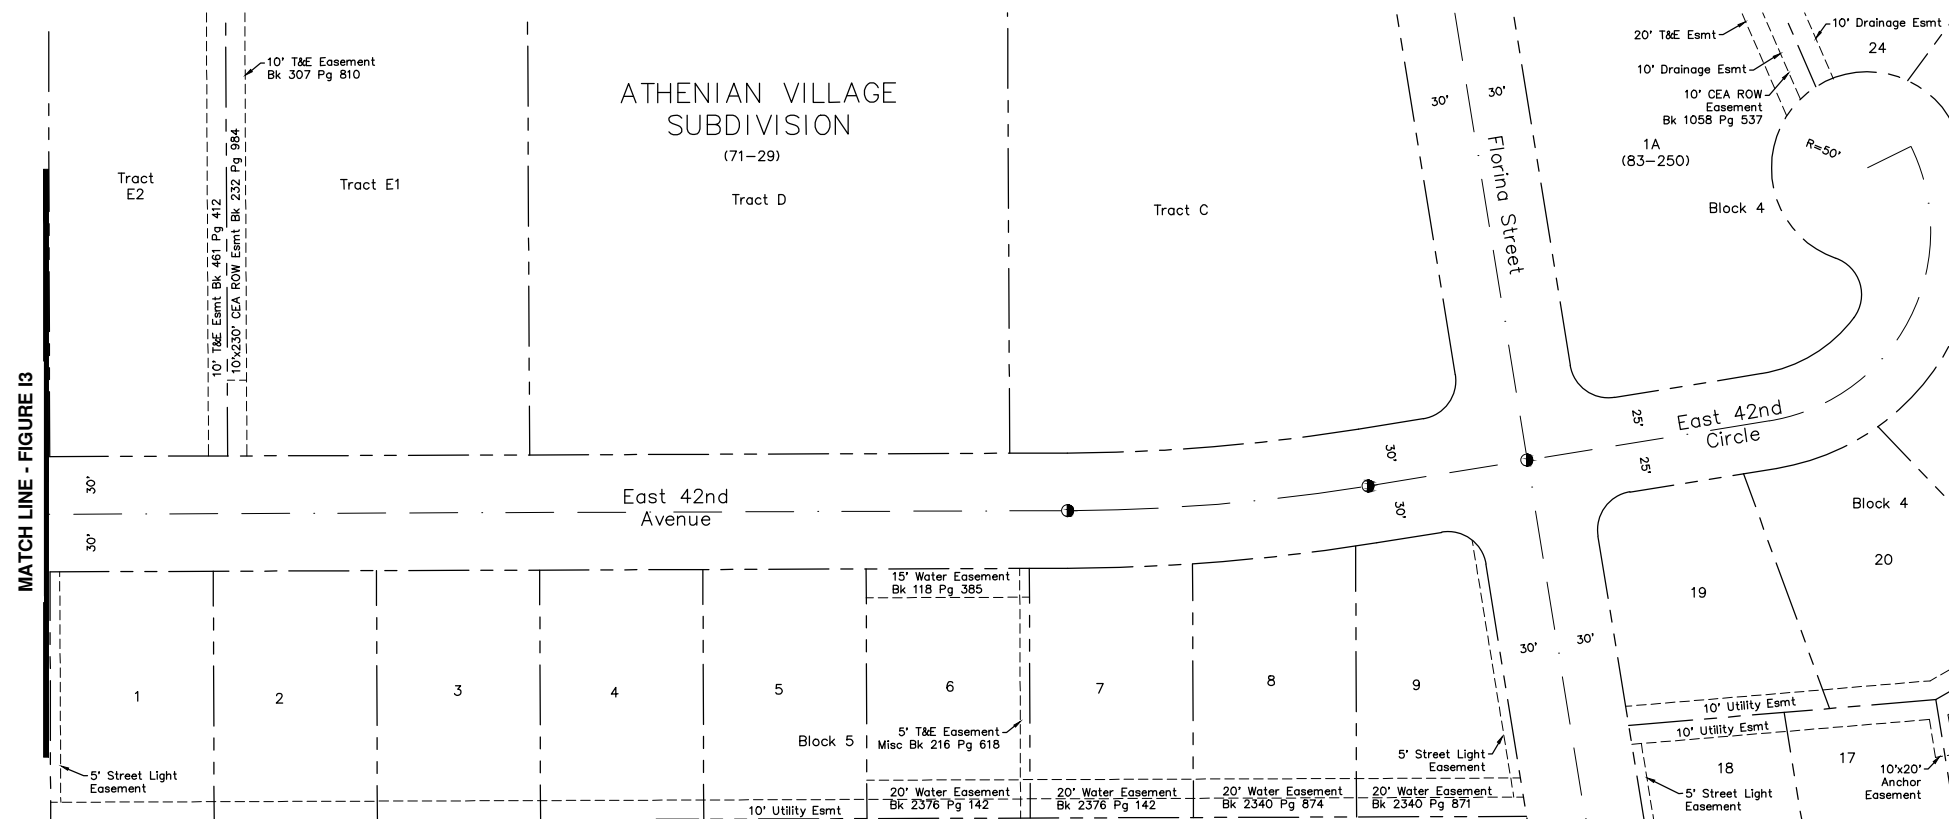 10' T&E Easement
Bk 307 Pg 810
ATHENIAN VILLAGE
SUBDIVISION
(71-29)
Tract
E2
Tract E1
Tract D
Tract C
10' T&E Esmt Bk 461 Pg 412
10'x230' CEA ROW Esmt Bk 232 Pg 984
30'
30'
Florina Street
20' T&E Esmt
10' Drainage Esmt
24
10' Drainage Esmt
10' CEA ROW
Easement
Bk 1058 Pg 537
1A
(83-250)
R=50'
Block 4
MATCH LINE - FIGURE I3
30'
30'
East 42nd
Avenue
30'
30'
25'
25'
East 42nd
Circle
Block 4
20
19
15' Water Easement
Bk 118 Pg 385
30'
30'
1
2
3
4
5
6
7
8
9
Block 5
5' T&E Easement
Misc Bk 216 Pg 618
5' Street Light
Easement
5' Street Light
Easement
10' Utility Esmt
10' Utility Esmt
18
17
5' Street Light
Easement
10'x20'
Anchor
Easement
20' Water Easement
Bk 2376 Pg 142
20' Water Easement
Bk 2376 Pg 142
20' Water Easement
Bk 2340 Pg 874
20' Water Easement
Bk 2340 Pg 871
10' Utility Esmt